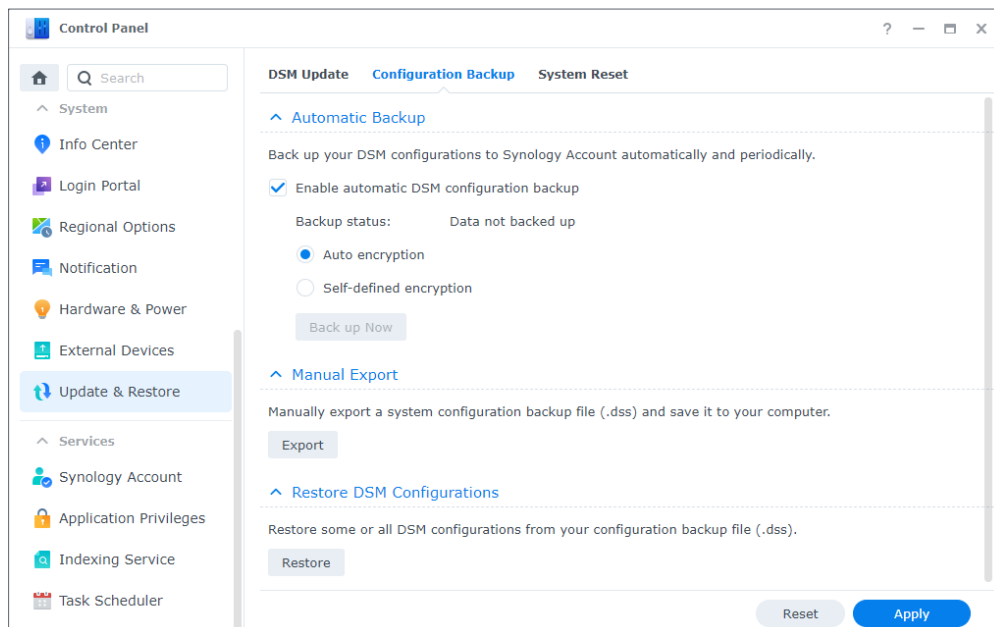 Control Panel
?
Search
System
Info Center
Login Portal
Regional Options
Notification
Hardware & Power
External Devices
Update & Restore
Services
Synology Account
Application Privileges
Indexing Service
Task Scheduler
DSM Update Configuration Backup System Reset
Automatic Backup
Back up your DSM configurations to Synology Account automatically and periodically.
Enable automatic DSM configuration backup
Backup status: Data not backed up
Auto encryption
Self-defined encryption
Back up Now
Manual Export
Manually export a system configuration backup file (.dss) and save it to your computer.
Export
Restore DSM Configurations
Restore some or all DSM configurations from your configuration backup file (.dss).
Restore
Reset Apply